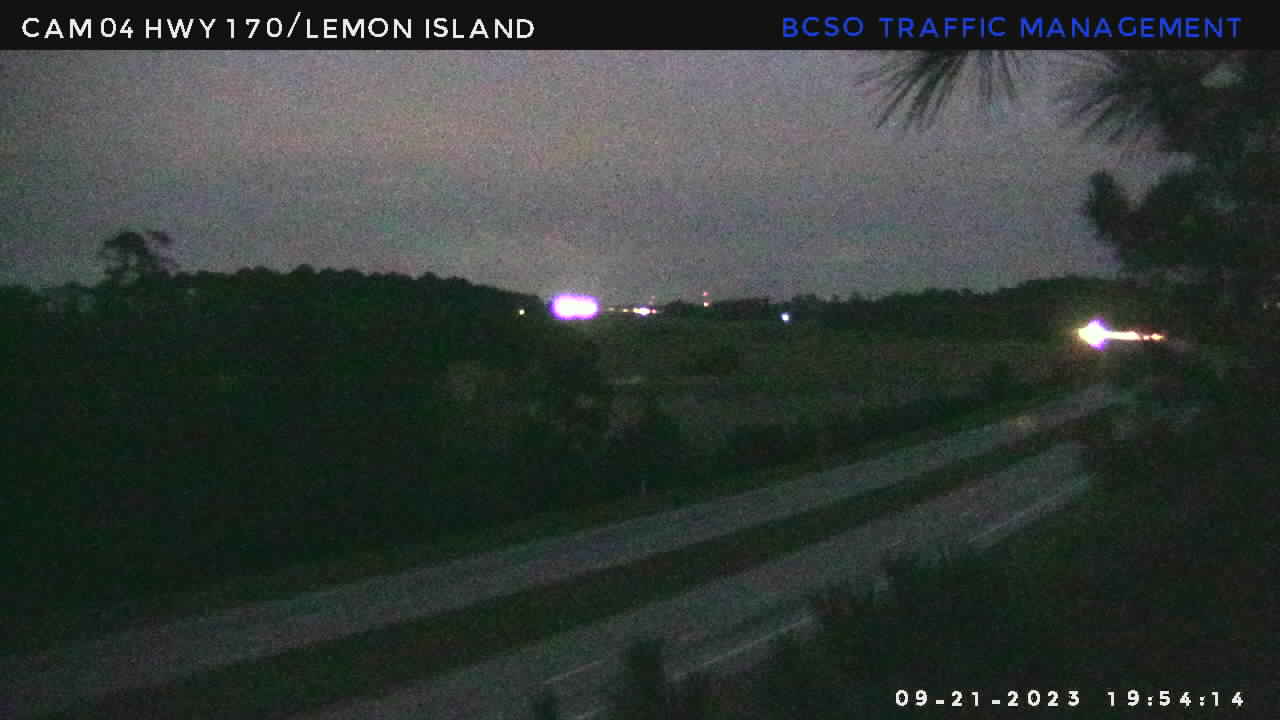 CAM04 HWY 170/LEMON ISLAND
BCSO TRAFFIC MANAGEMENT
09-21-2023 19:54:14